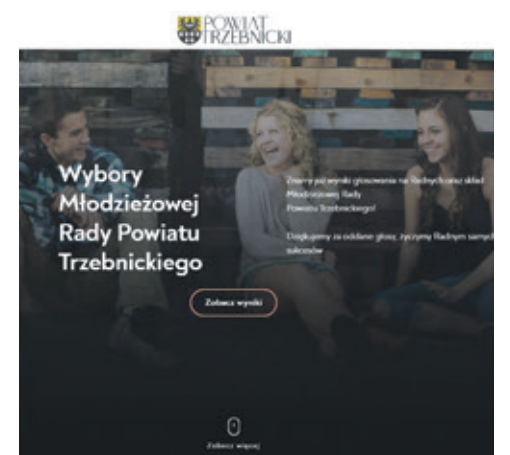 POWIAT
TRZEBNICKI
Wybory
Młodzieżowej
Rady Powiatu
Trzebnickiego
Znamy już wyniki głosowania na Radnych oraz skład
Młodzieżowej Rady
Powiatu Trzebnickiego!
Dziękujemy za oddane głosy, życzymy Radnym samych
sukcesów
Zobacz wyniki
Zobacz więcej